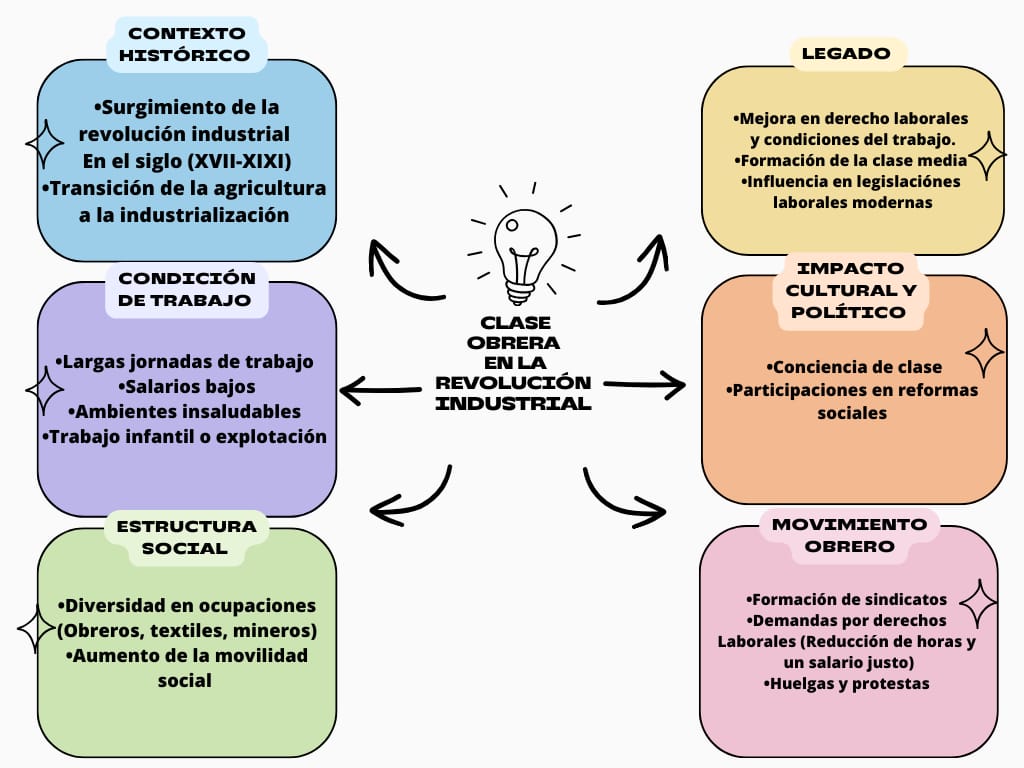 CONTEXTO
HISTÓRICO
•Surgimiento de la
revolución industrial
En el siglo (XVII-XIXI)
•Transición de la agricultura
a la industrialización
CONDICIÓN
DE TRABAJO
•Largas jornadas de trabajo
•Salarios bajos
•Ambientes insaludables
•Trabajo infantil o explotación
ESTRUCTURA
SOCIAL
•Diversidad en ocupaciones
(Obreros, textiles, mineros)
•Aumento de la movilidad
social
CLASE
OBRERA
EN LA
REVOLUCIÓN
INDUSTRIAL
LEGADO
•Mejora en derecho laborales
y condiciones del trabajo.
•Formación de la clase media
•Influencia en legislaciónes
laborales modernas
IMPACTO
CULTURAL Y
POLÍTICO
•Conciencia de clase
•Participaciones en reformas
sociales
MOVIMIENTO
OBRERO
•Formación de sindicatos
•Demandas por derechos
Laborales (Reducción de horas y
un salario justo)
•Huelgas y protestas